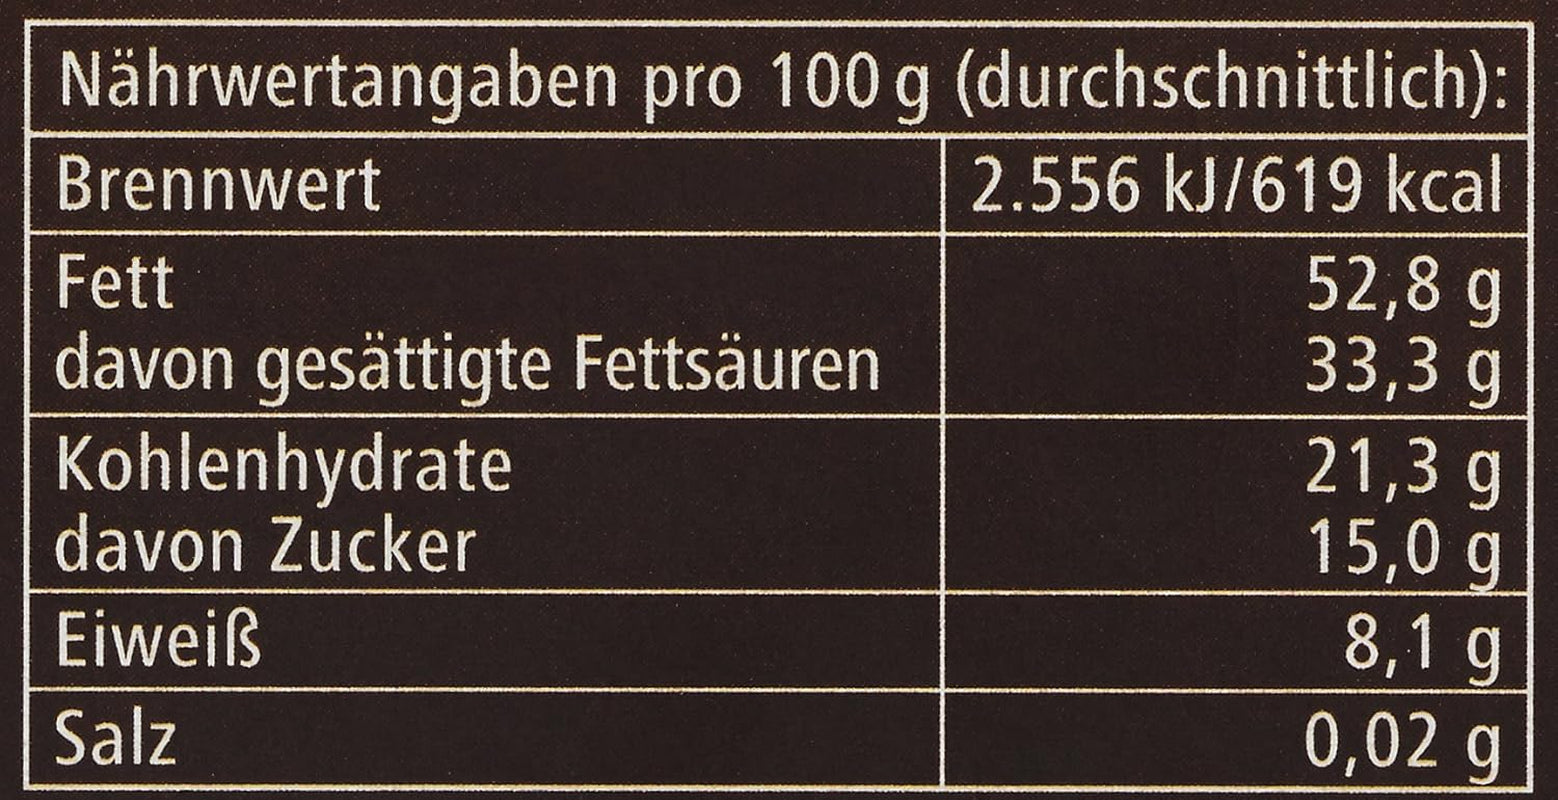 Nährwertangaben pro 100 g (durchschnittlich):
Brennwert 2.556 kJ/619 kcal
Fett 52,8 g
davon gesättigte Fettsäuren 33,3 g
Kohlenhydrate 21,3 g
davon Zucker 15,0 g
Eiweiß 8,1 g
Salz 0,02 g